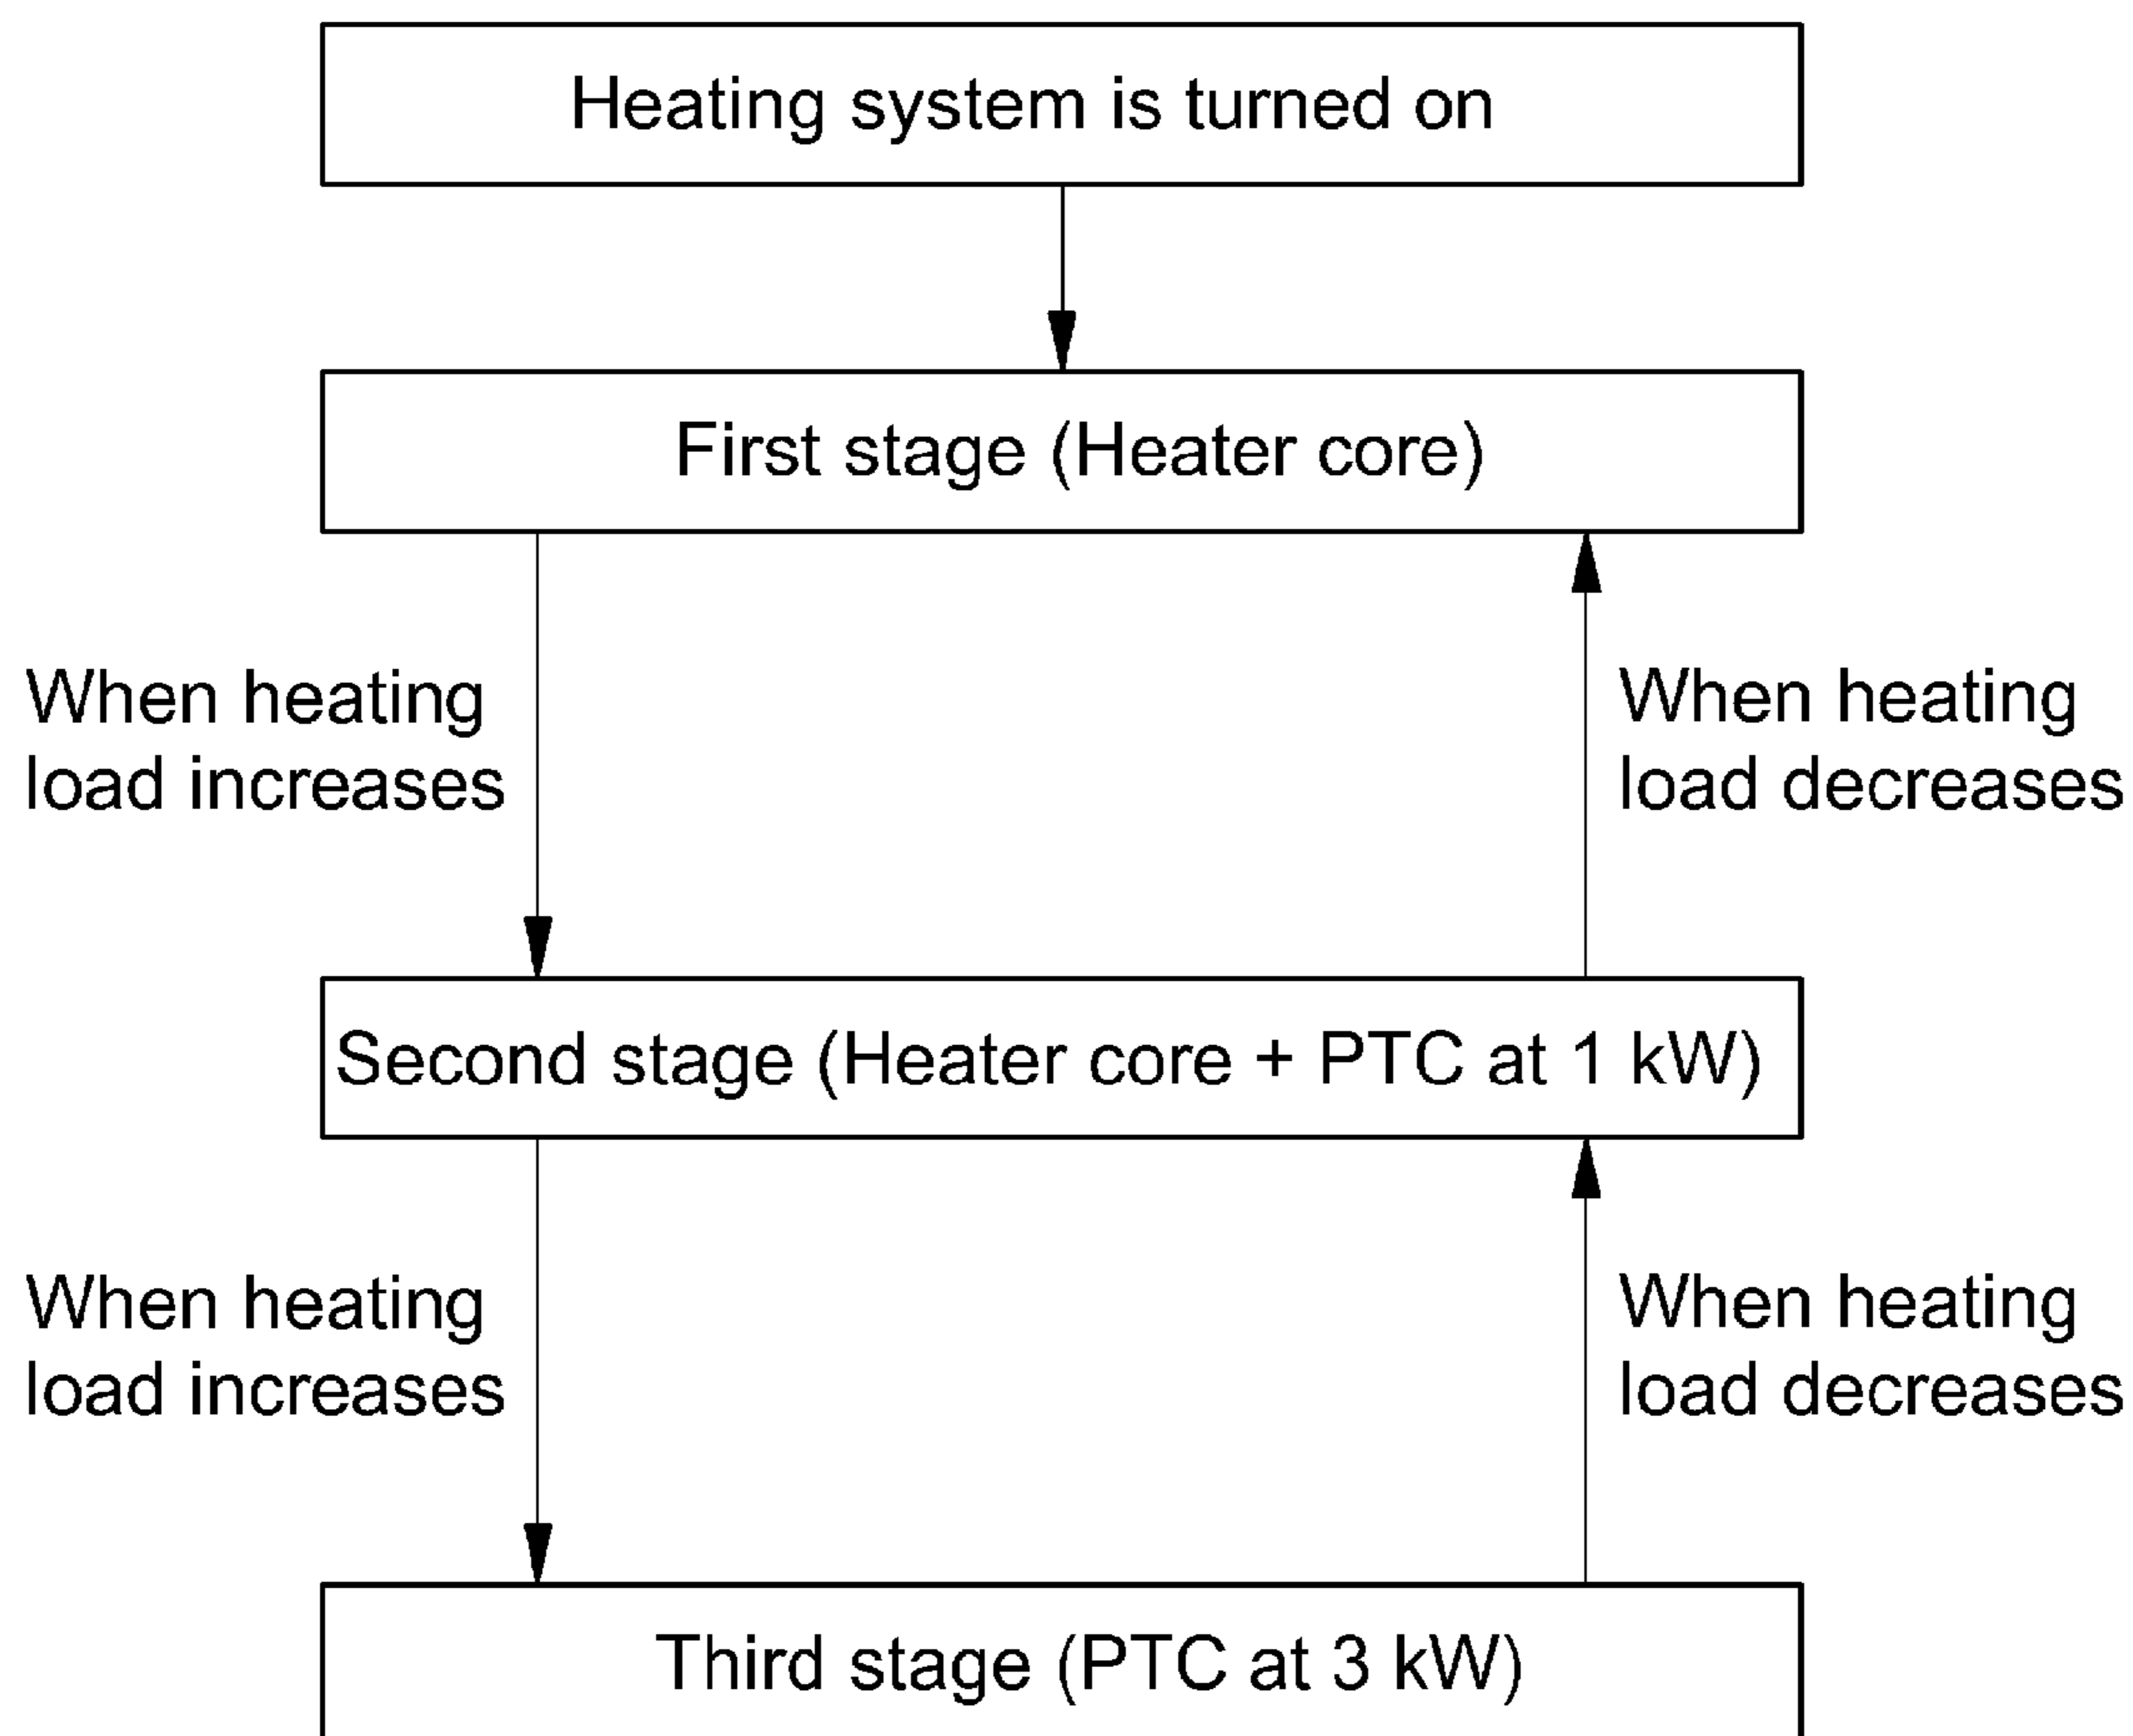 Heating system is turned on
First stage (Heater core)
When heating
load increases
When heating
load decreases
Second stage (Heater core + PTC at 1 kW)
When heating
load increases
When heating
load decreases
Third stage (PTC at 3 kW)